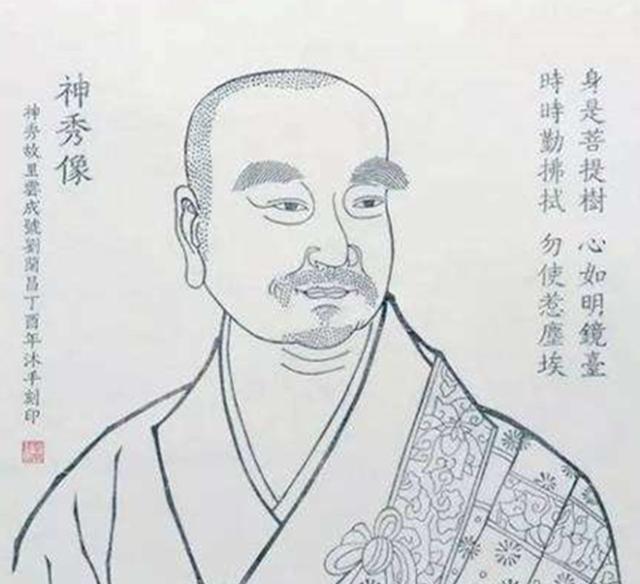 身是菩提樹 心如明鏡臺
時時勤拂拭 勿使惹塵埃
神秀像
神秀故里雲成號劉蘭昌丁酉年沐手刻印